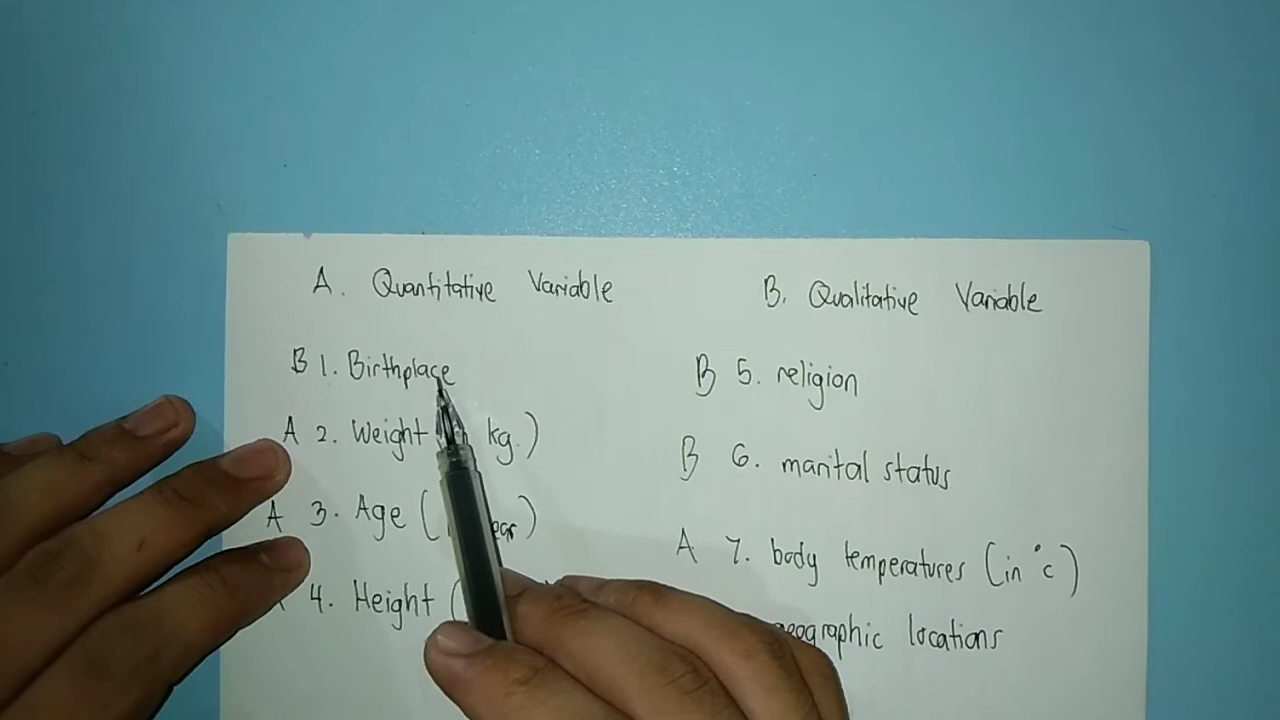 A. Quantitative Variable
B. Qualitative Variable
B 1. Birthplace
A 2. Weight kg.)
A 3. Age (
4. Height (
B 5. religion
B 6. marital status
A 7. body temperatures (in °c)
geographic locations